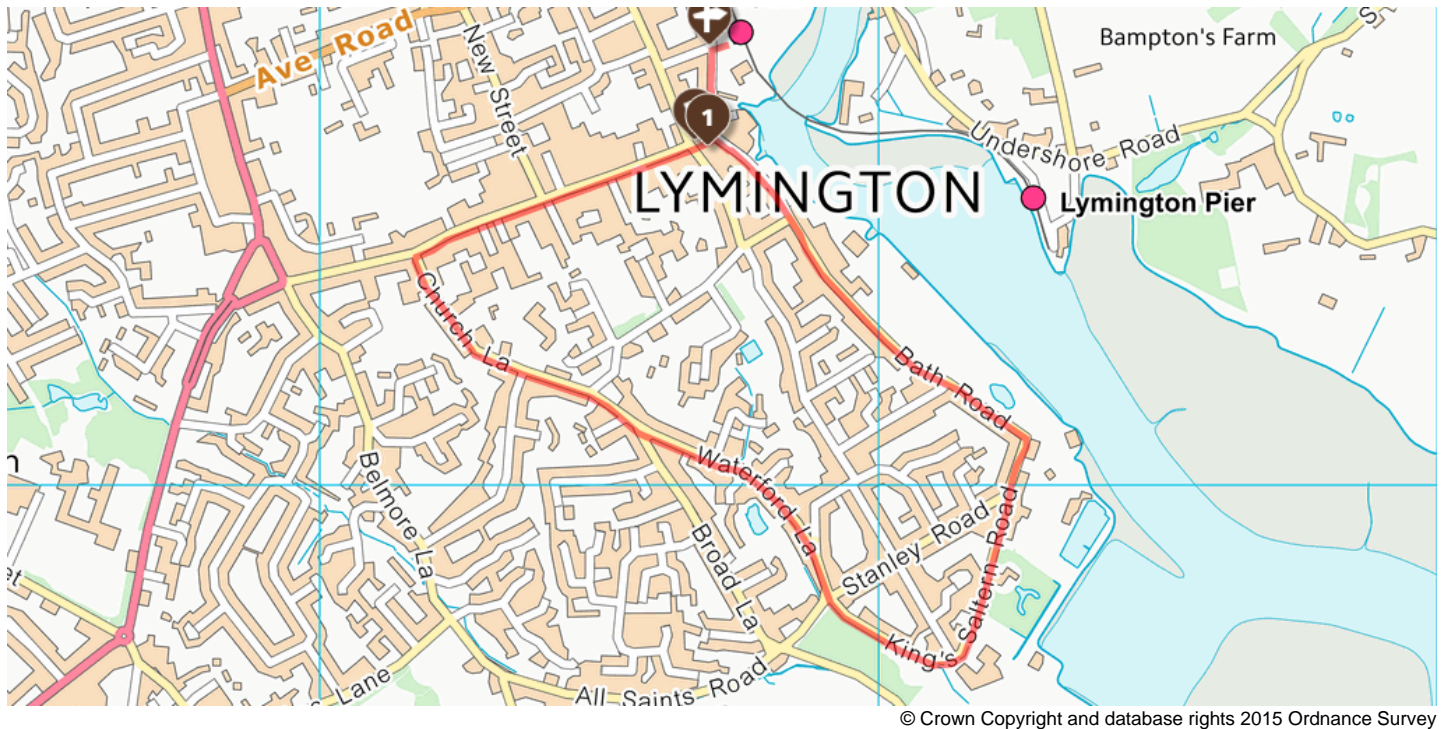 Bampton's Farm
Ave Road
New Street
1
Undershore Road
LYMINGTON
Lymington Pier
Church La
Bath Road
Waterford La
Belmore La
Broad La
Stanley Road
King's Saltern Road
Lane
All Saints Road
© Crown Copyright and database rights 2015 Ordnance Survey